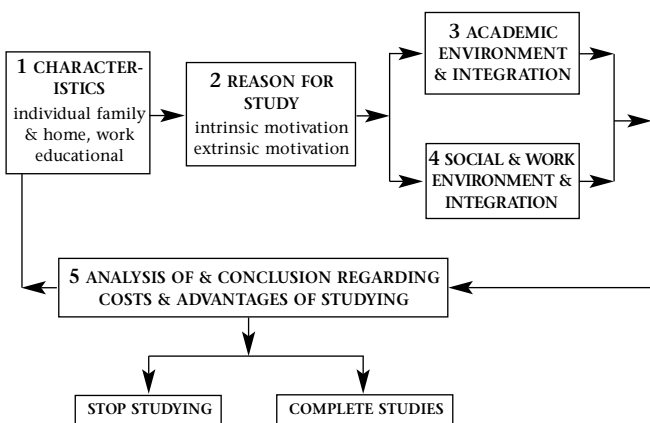 1 CHARACTER-
ISTICS
individual family
& home, work
educational
2 REASON FOR
STUDY
intrinsic motivation
extrinsic motivation
3 ACADEMIC
ENVIRONMENT
& INTEGRATION
4 SOCIAL & WORK
ENVIRONMENT &
INTEGRATION
5 ANALYSIS OF & CONCLUSION REGARDING
COSTS & ADVANTAGES OF STUDYING
STOP STUDYING
COMPLETE STUDIES